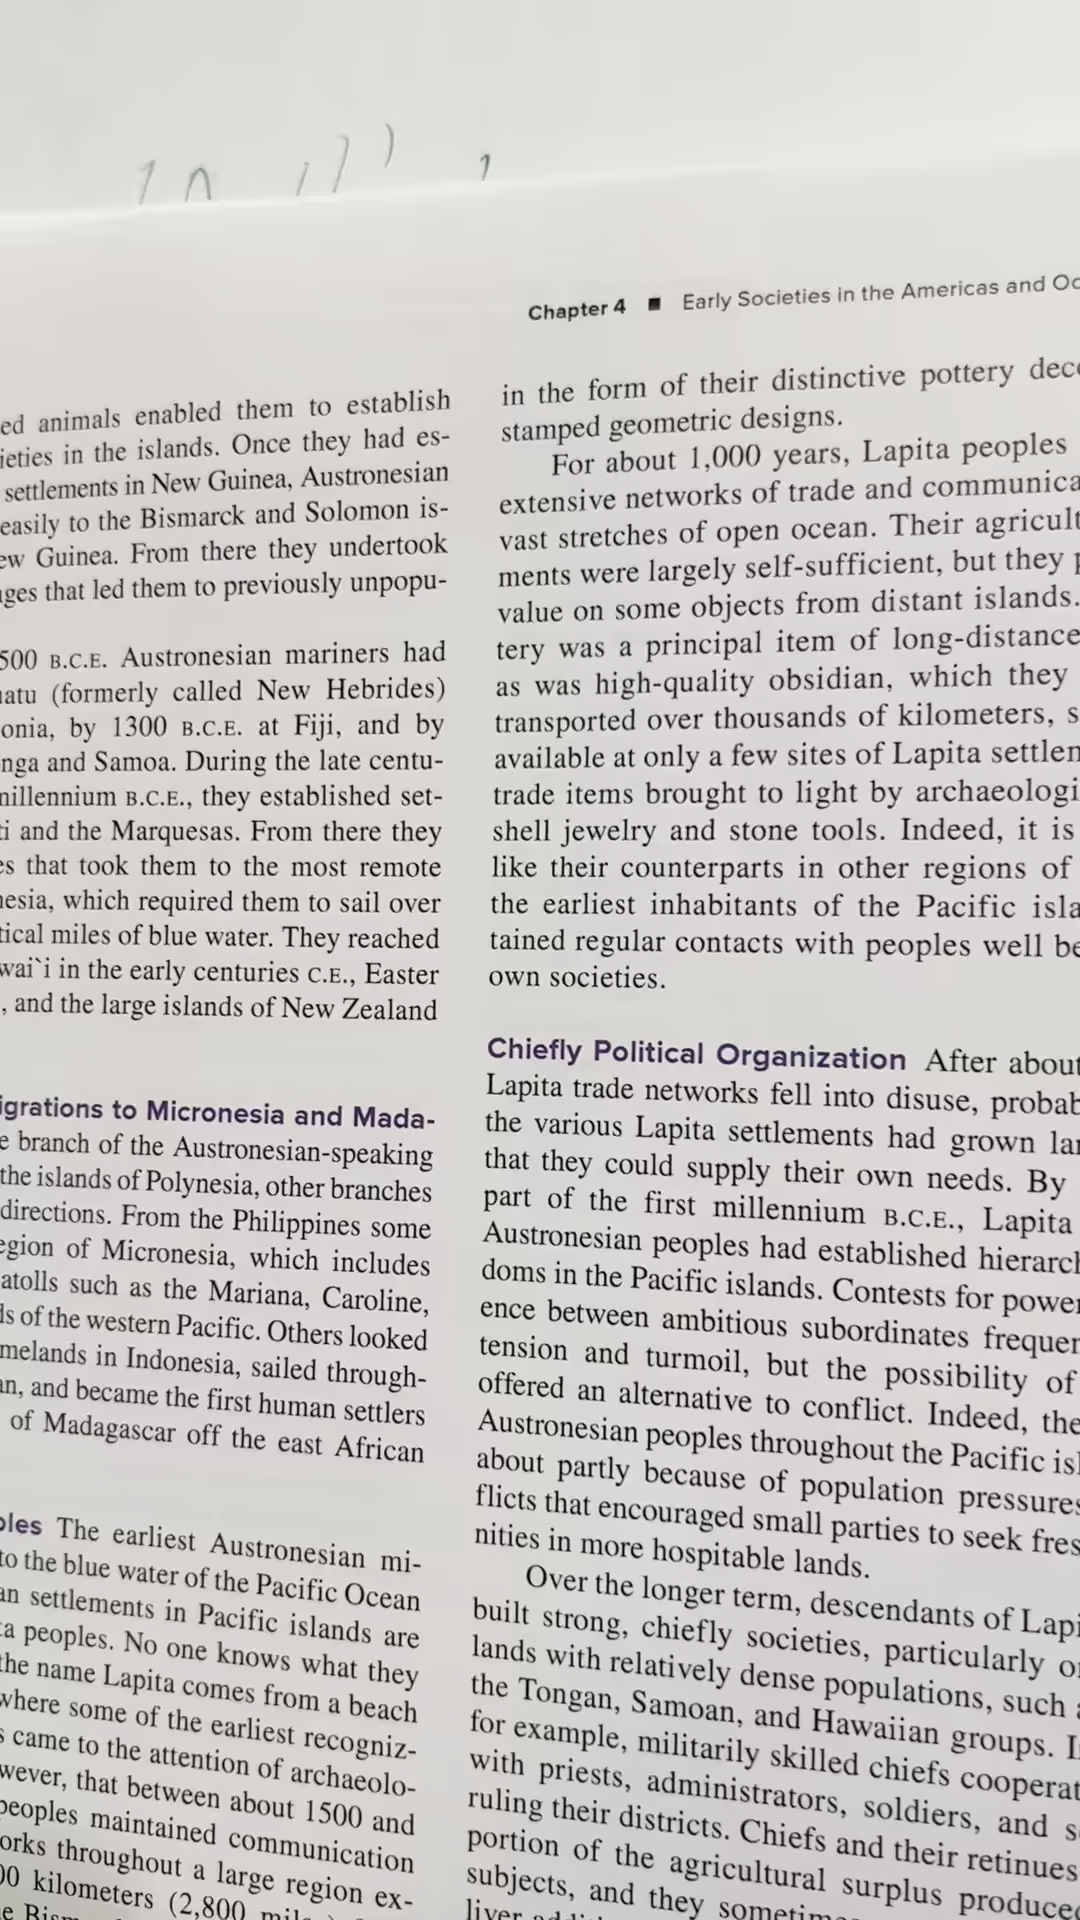 Chapter 4 ■ Early Societies in the Americas and
animals enabled them to establish
in the islands. Once they had es-
settlements in New Guinea, Austronesian
easily to the Bismarck and Solomon is-
Guinea. From there they undertook
that led them to previously unpopu-
500 B.C.E. Austronesian mariners had
(formerly called New Hebrides)
by 1300 B.C.E. at Fiji, and by
and Samoa. During the late centu-
millennium B.C.E., they established set-
and the Marquesas. From there they
that took them to the most remote
which required them to sail over
miles of blue water. They reached
in the early centuries C.E., Easter
, and the large islands of New Zealand
igrations to Micronesia and Mada-
branch of the Austronesian-speaking
the islands of Polynesia, other branches
directions. From the Philippines some
region of Micronesia, which includes
atolls such as the Mariana, Caroline,
of the western Pacific. Others looked
melands in Indonesia, sailed through-
and became the first human settlers
of Madagascar off the east African
The earliest Austronesian mi-
to the blue water of the Pacific Ocean
settlements in Pacific islands are
peoples. No one knows what they
the name Lapita comes from a beach
where some of the earliest recogniz-
came to the attention of archaeolo-
wever, that between about 1500 and
peoples maintained communication
orks throughout a large region ex-
kilometers (2,800
in the form of their distinctive pottery
stamped geometric designs.
For about 1,000 years, Lapita peoples
extensive networks of trade and communica
vast stretches of open ocean. Their agricult
ments were largely self-sufficient, but they
value on some objects from distant islands.
tery was a principal item of long-distance
as was high-quality obsidian, which they
transported over thousands of kilometers,
available at only a few sites of Lapita settlem
trade items brought to light by archaeologi
shell jewelry and stone tools. Indeed, it is
like their counterparts in other regions of
the earliest inhabitants of the Pacific isla
tained regular contacts with peoples well be
own societies.
Chiefly Political Organization After about
Lapita trade networks fell into disuse, probab
the various Lapita settlements had grown lar
that they could supply their own needs. By
part of the first millennium B.C.E., Lapita
Austronesian peoples had established hierarch
doms in the Pacific islands. Contests for power
ence between ambitious subordinates frequen
tension and turmoil, but the possibility of
offered an alternative to conflict. Indeed, the
Austronesian peoples throughout the Pacific isl
about partly because of population pressures
flicts that encouraged small parties to seek fres
nities in more hospitable lands.
Over the longer term, descendants of Lapi
built strong, chiefly societies, particularly on
lands with relatively dense populations, such
the Tongan, Samoan, and Hawaiian groups.
for example, militarily skilled chiefs cooperat
with priests, administrators, soldiers, and
ruling their districts. Chiefs and their retinues
portion of the agricultural surplus produced
subjects, and they sometim